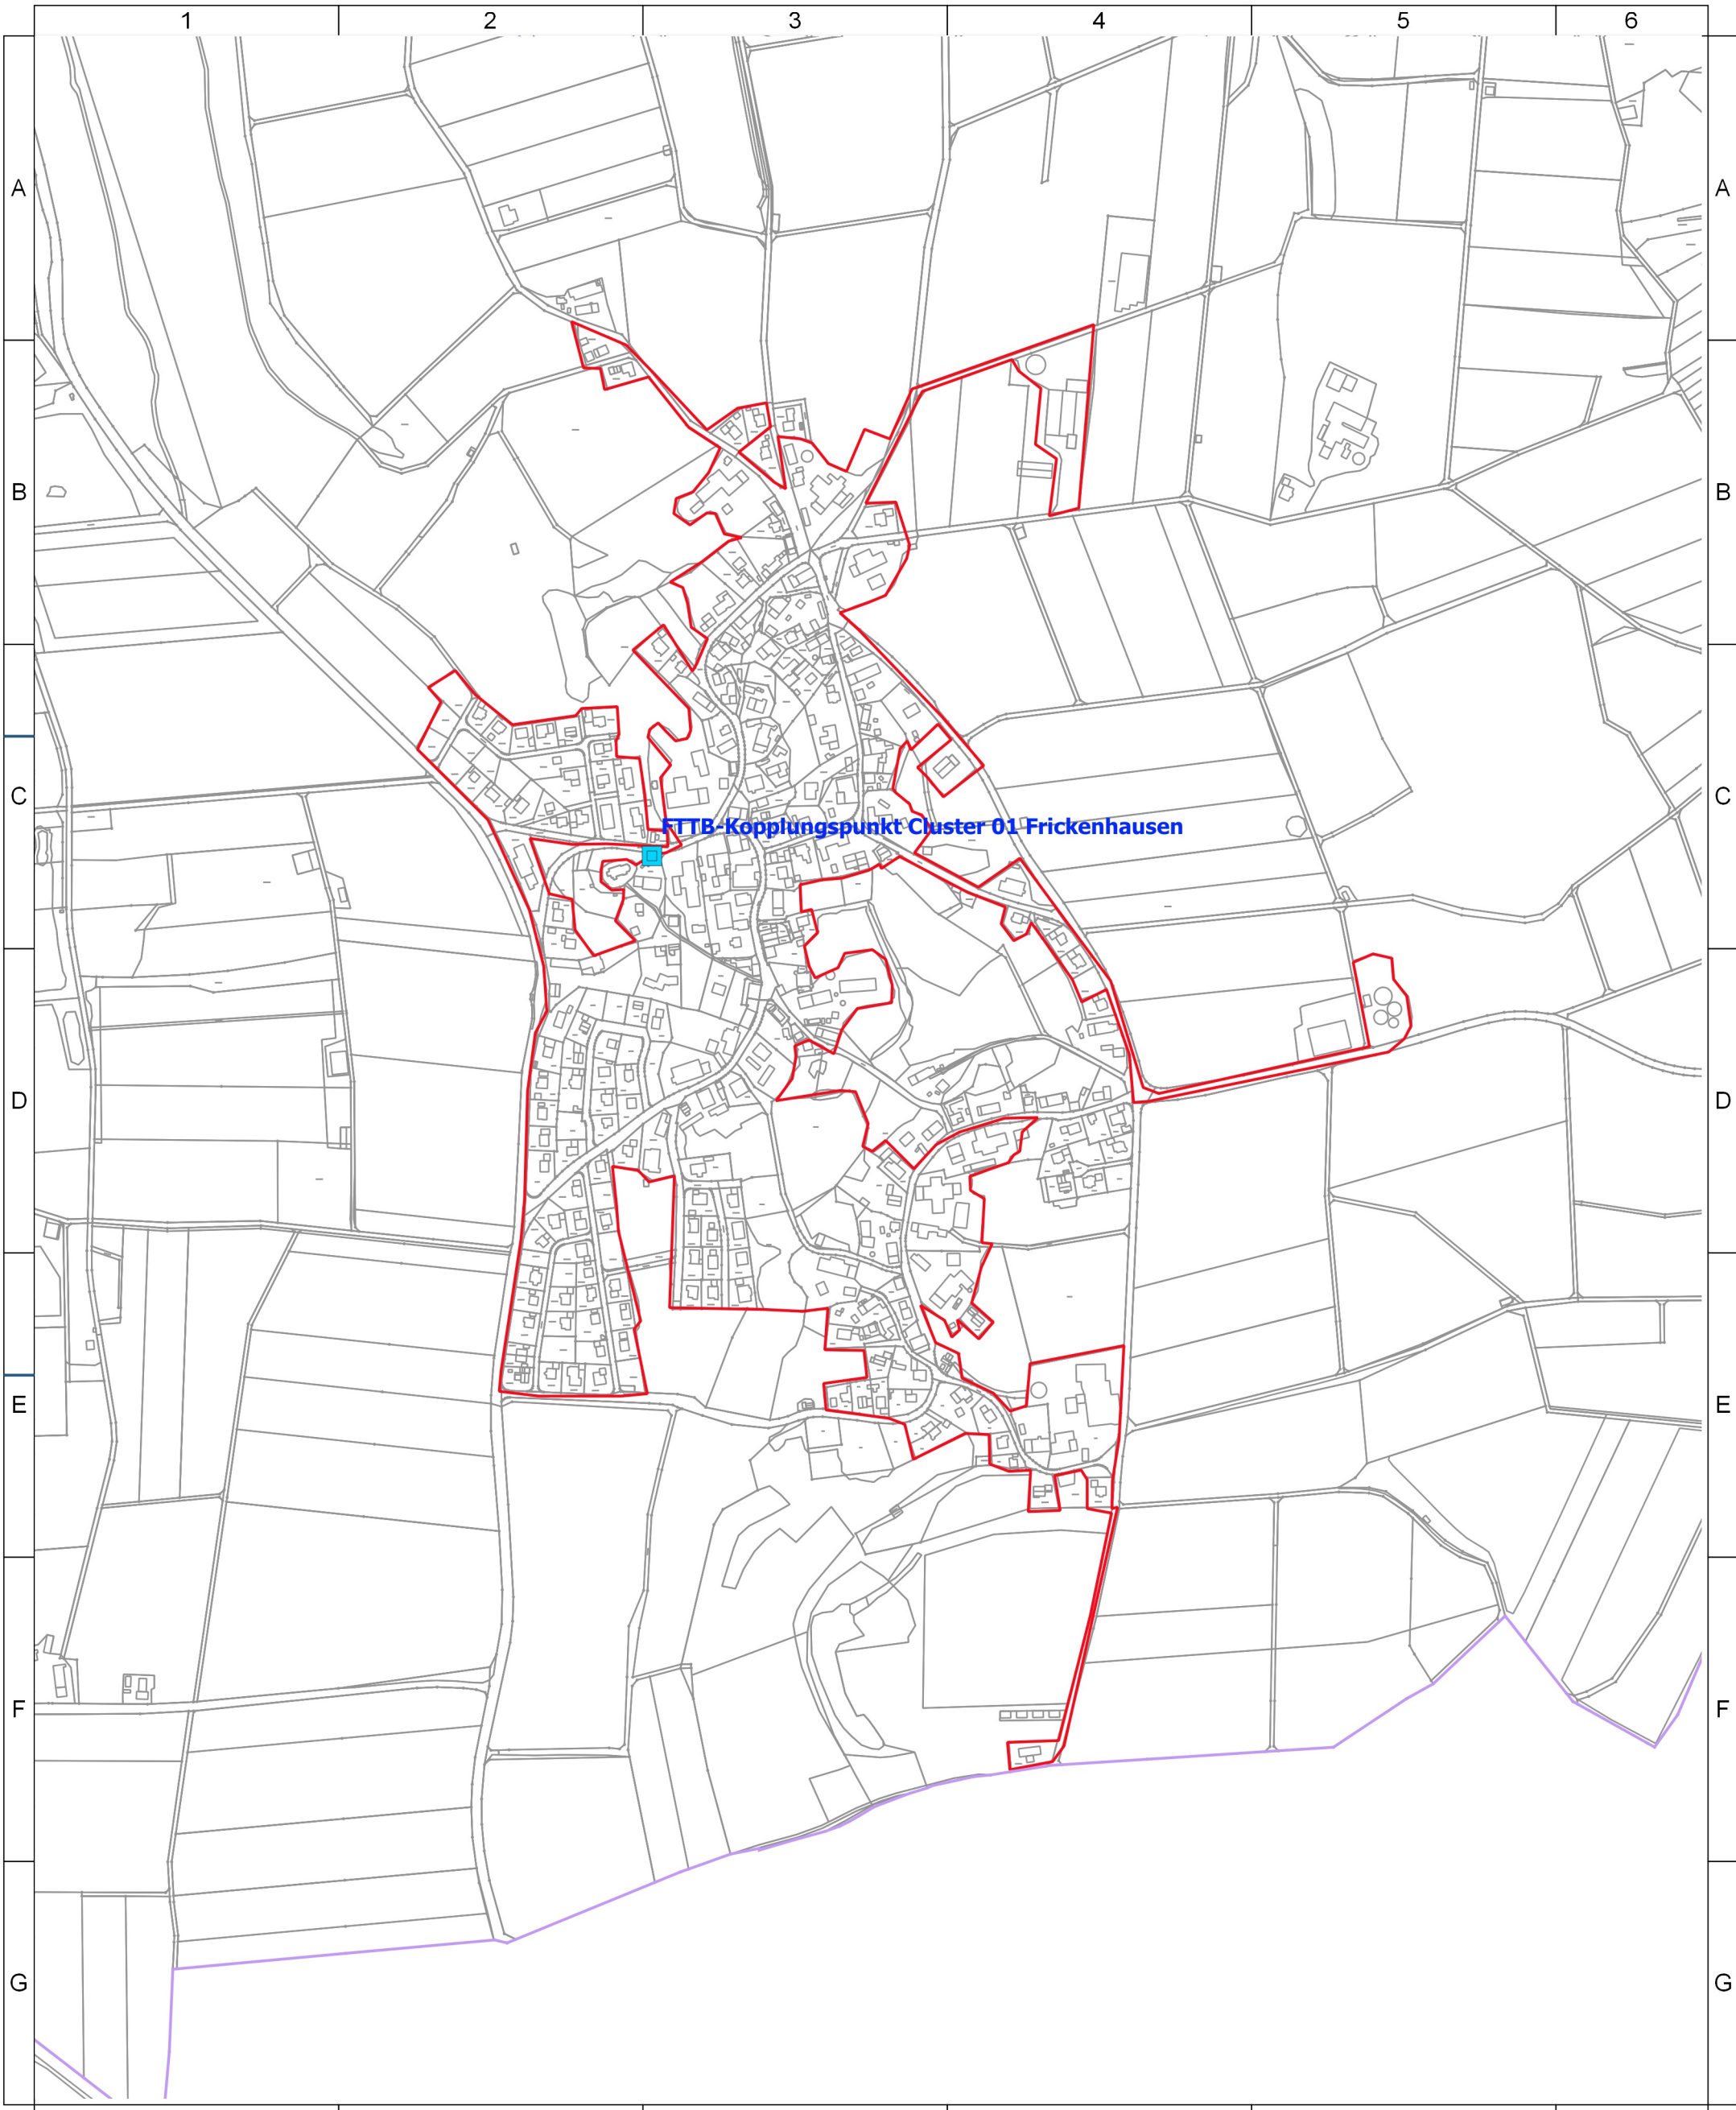 1 2 3 4 5 6
A A
B B
C C
FTTB-Kopplungspunkt Cluster 01 Frickenhausen
D D
E E
F F
G G